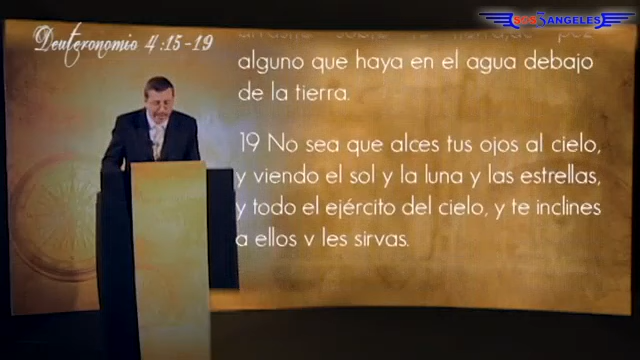 SOS3ANGELES
Deuteronomio 4:15-19
alguno que haya en el agua debajo
de la tierra.
19 No sea que alces tus ojos al cielo,
y viendo el sol y la luna y las estrellas,
y todo el ejército del cielo, y te inclines
a ellos y les sirvas.